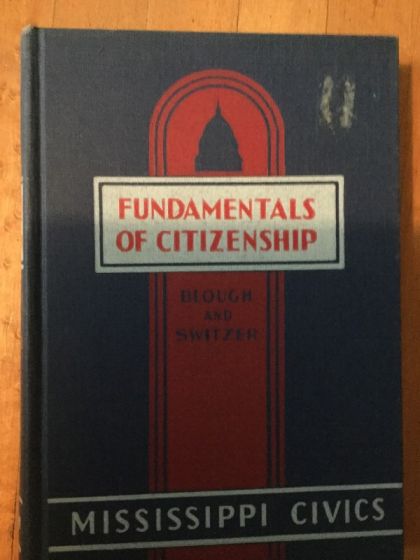 FUNDAMENTALS
OF CITIZENSHIP
BLOUGH
AND
SWITZER
MISSISSIPPI CIVICS